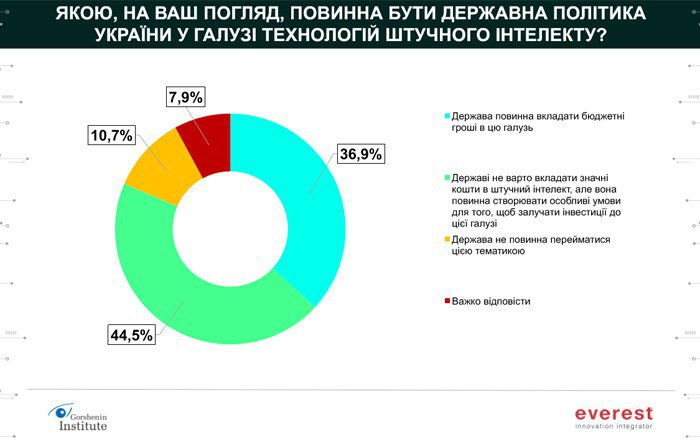 ЯКОЮ, НА ВАШ ПОГЛЯД, ПОВИННА БУТИ ДЕРЖАВНА ПОЛІТИКА
УКРАЇНИ У ГАЛУЗІ ТЕХНОЛОГІЙ ШТУЧНОГО ІНТЕЛЕКТУ?
7,9%
10,7%
36,9%
44,5%
Держава повинна вкладати бюджетні
гроші в цю галузь
Державі не варто вкладати значні
кошти в штучний інтелект, але вона
повинна створювати особливі умови
для того, щоб залучати інвестиції до
цієї галузі
Держава не повинна перейматися
цією тематикою
Важко відповісти
Gorshenin
Institute
everest
innovation integrator